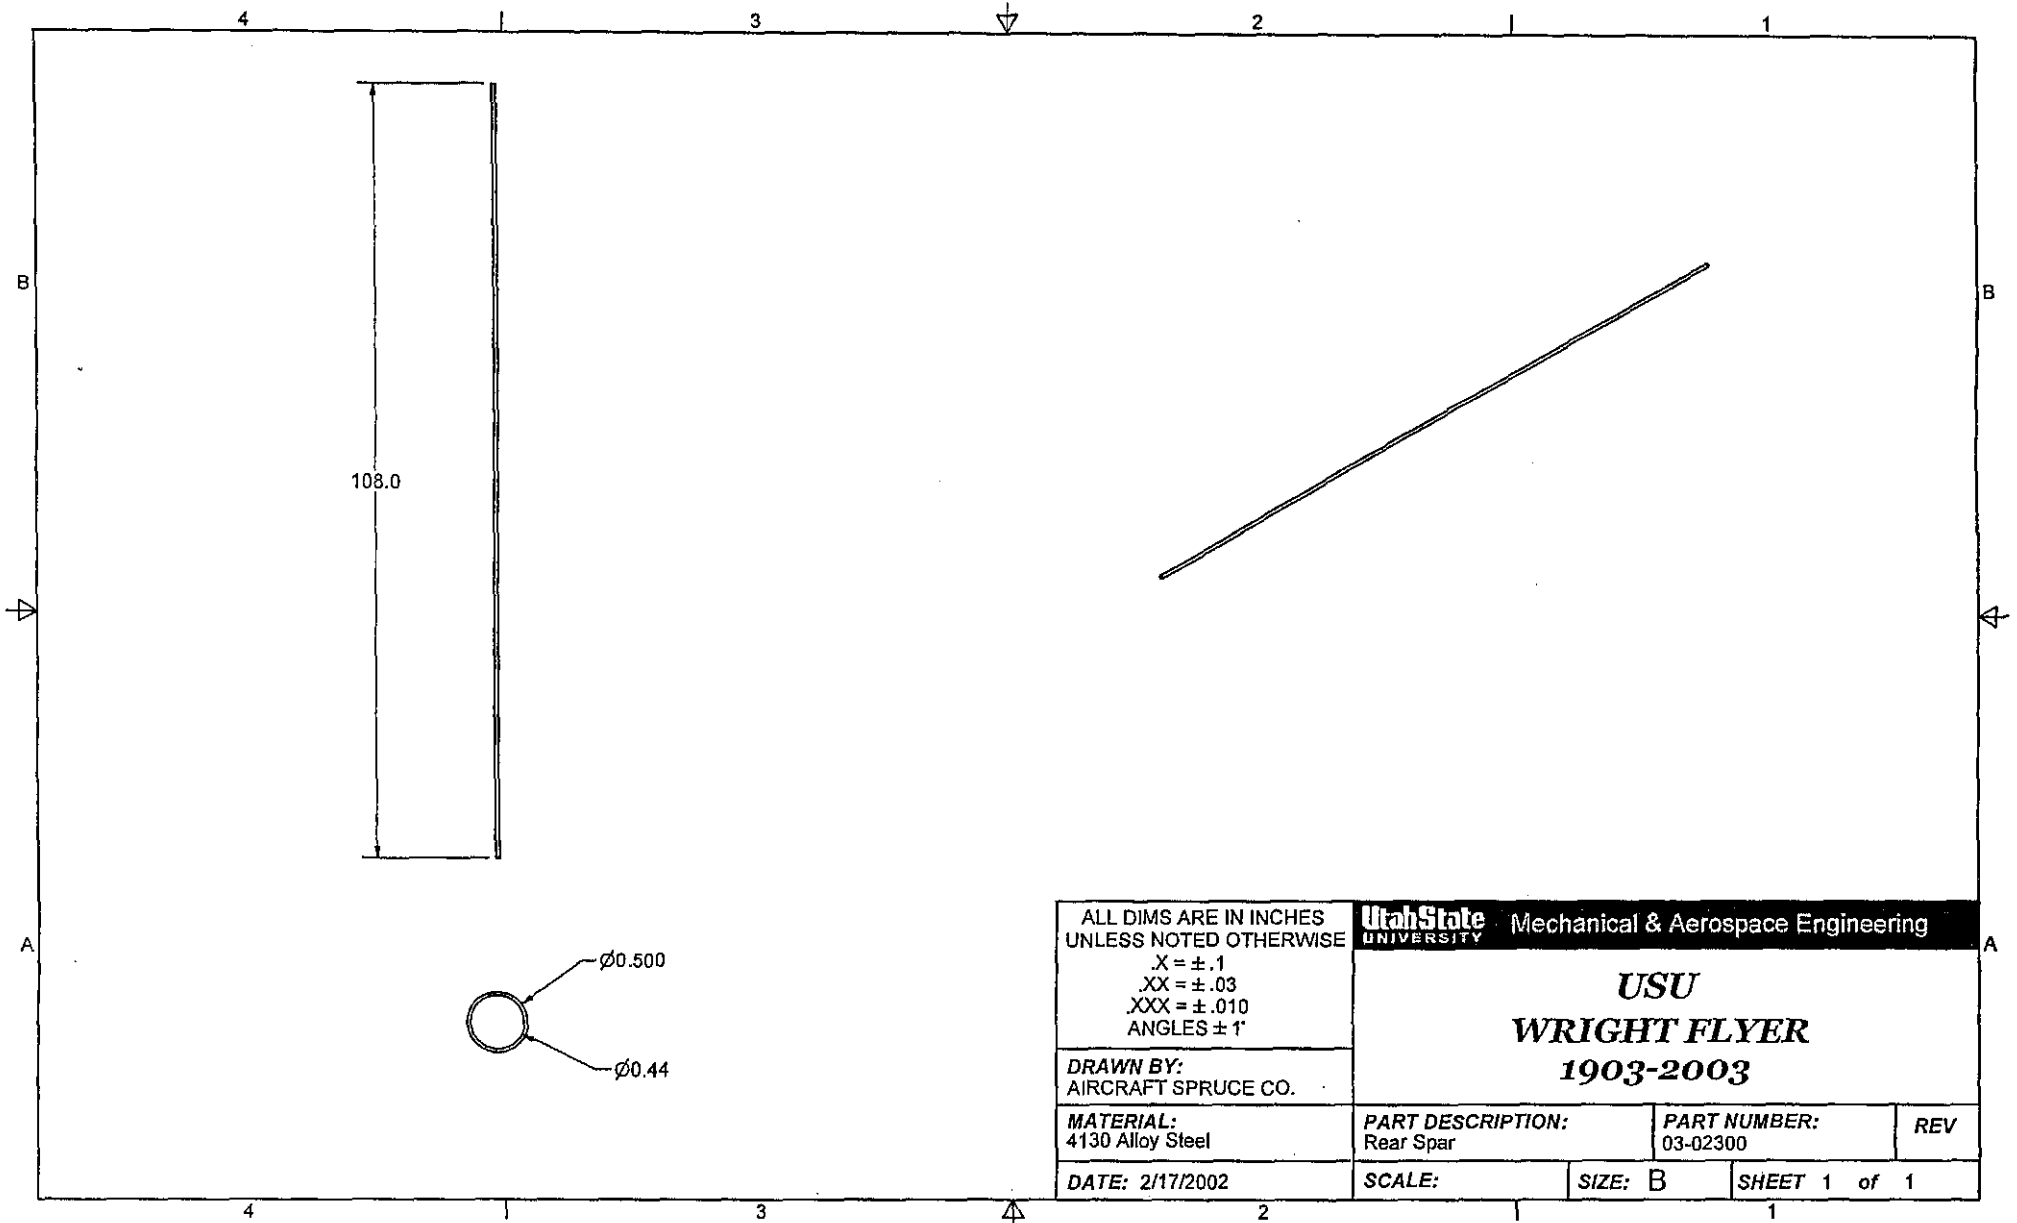 4 3 2 1
B B
108.0
A A
Ø0.500
Ø0.44
ALL DIMS ARE IN INCHES
UNLESS NOTED OTHERWISE
.X = ± .1
.XX = ± .03
.XXX = ± .010
ANGLES ± 1°
UtahState
UNIVERSITY
Mechanical & Aerospace Engineering
USU
WRIGHT FLYER
1903-2003
DRAWN BY:
AIRCRAFT SPRUCE CO.
MATERIAL:
4130 Alloy Steel
PART DESCRIPTION:
Rear Spar
PART NUMBER:
03-02300
REV
DATE: 2/17/2002
SCALE:
SIZE: B
SHEET 1 of 1
4 3 2 1